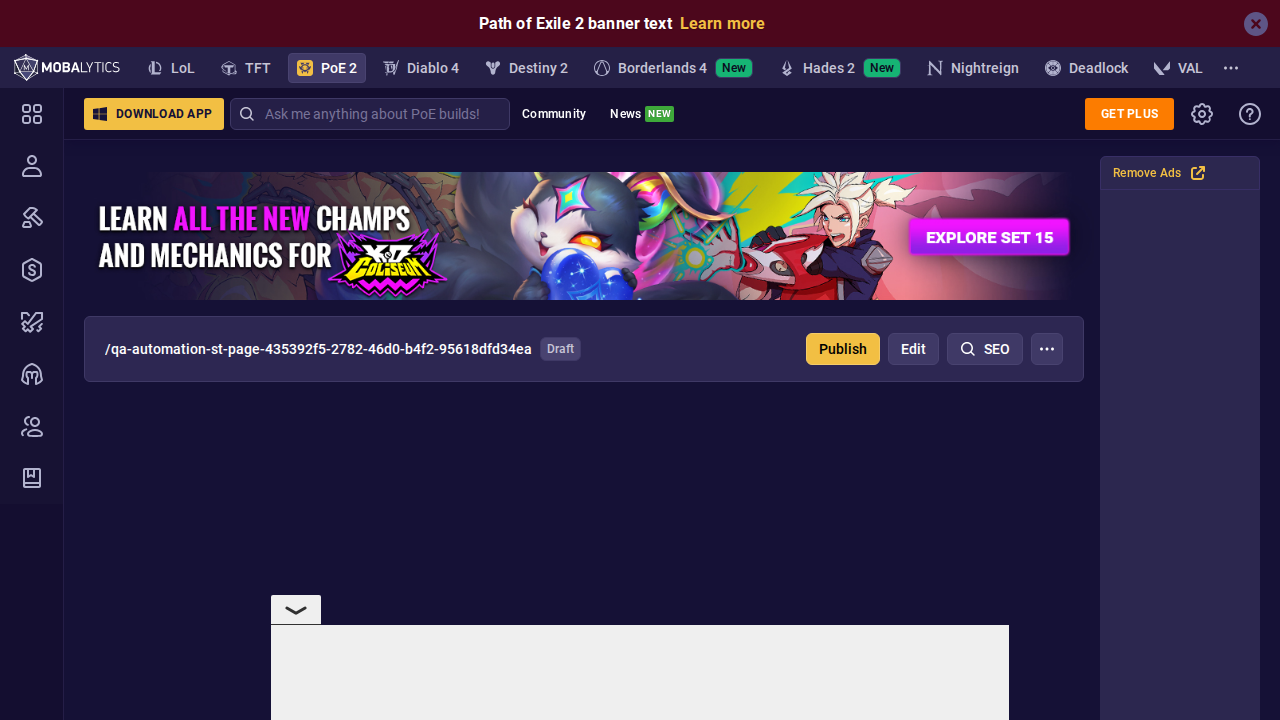 Path of Exile 2 banner text Learn more
MOBALYTICS LoL TFT PoE 2 Diablo 4 Destiny 2 Borderlands 4 New Hades 2 New Nightreign Deadlock VAL
DOWNLOAD APP Ask me anything about PoE builds! Community News NEW GET PLUS
Remove Ads
LEARN ALL THE NEW CHAMPS
AND MECHANICS FOR K.O. COLISEUM
EXPLORE SET 15
/qa-automation-st-page-435392f5-2782-46d0-b4f2-95618dfd34ea Draft Publish Edit SEO